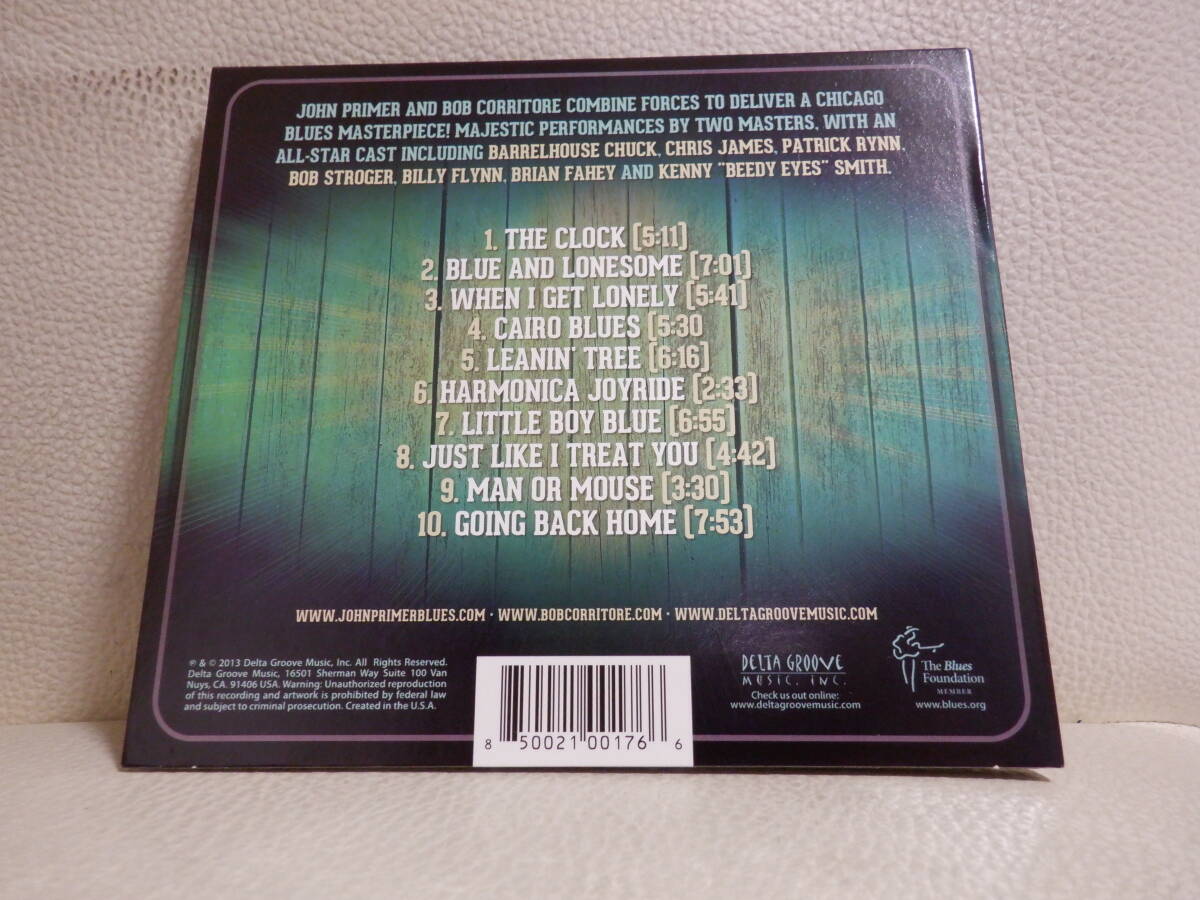 JOHN PRIMER AND BOB CORRITORE COMBINE FORCES TO DELIVER A CHICAGO
BLUES MASTERPIECE! MAJESTIC PERFORMANCES BY TWO MASTERS, WITH AN
ALL-STAR CAST INCLUDING BARRELHOUSE CHUCK, CHRIS JAMES, PATRICK RYNN,
BOB STROGER, BILLY FLYNN, BRIAN FAHEY AND KENNY "BEEDY EYES" SMITH.
1. THE CLOCK (5:11)
2. BLUE AND LONESOME (7:01)
3. WHEN I GET LONELY (5:41)
4. CAIRO BLUES (5:30
5. LEANIN' TREE (6:16)
6. HARMONICA JOYRIDE (2:33)
7. LITTLE BOY BLUE (6:55)
8. JUST LIKE I TREAT YOU (4:42)
9. MAN OR MOUSE (3:30)
10. GOING BACK HOME (7:53)
WWW.JOHNPRIMERBLUES.COM · WWW.BOBCORRITORE.COM · WWW.DELTAGROOVEMUSIC.COM
℗ & © 2013 Delta Groove Music, Inc. All Rights Reserved.
Delta Groove Music, 16501 Sherman Way Suite 100 Van
Nuys, CA. 91406 USA. Warning: Unauthorized reproduction
of this recording and artwork is prohibited by federal law
and subject to criminal prosecution. Created in the U.S.A.
8 50021 00176 6
DELTA GROOVE
MUSIC, INC.
Check us out online:
www.deltagroovemusic.com
The Blues
Foundation
MEMBER
www.blues.org